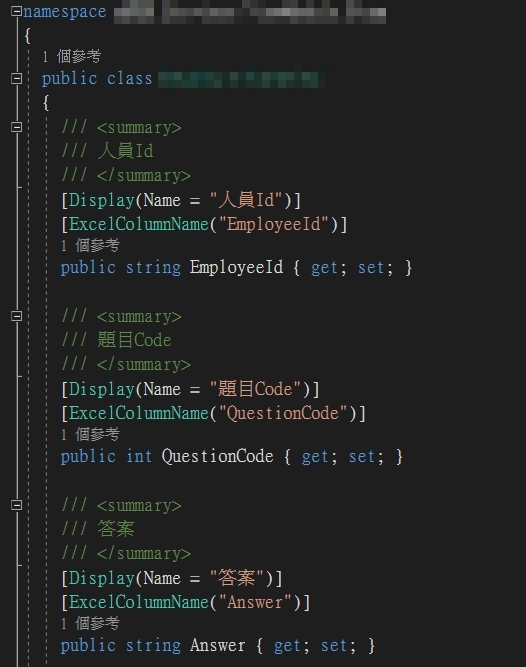 namespace
{
1 個參考
public class
{
/// <summary>
/// 人員Id
/// </summary>
[Display(Name = "人員Id")]
[ExcelColumnName("EmployeeId")]
1 個參考
public string EmployeeId { get; set; }
/// <summary>
/// 題目Code
/// </summary>
[Display(Name = "題目Code")]
[ExcelColumnName("QuestionCode")]
1 個參考
public int QuestionCode { get; set; }
/// <summary>
/// 答案
/// </summary>
[Display(Name = "答案")]
[ExcelColumnName("Answer")]
1 個參考
public string Answer { get; set; }